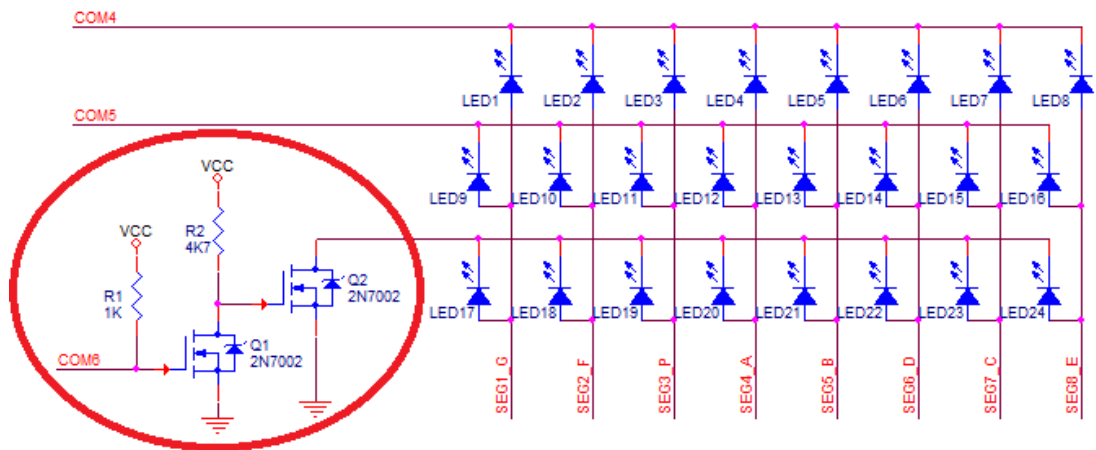 COM4
LED1 LED2 LED3 LED4 LED5 LED6 LED7 LED8
COM5
VCC
LED9 LED10 LED11 LED12 LED13 LED14 LED15 LED16
R2
4K7
VCC
Q2
2N7002
R1
1K
LED17 LED18 LED19 LED20 LED21 LED22 LED23 LED24
Q1
2N7002
COM6
SEG1_G SEG2_F SEG3_P SEG4_A SEG5_B SEG6_D SEG7_C SEG8_E